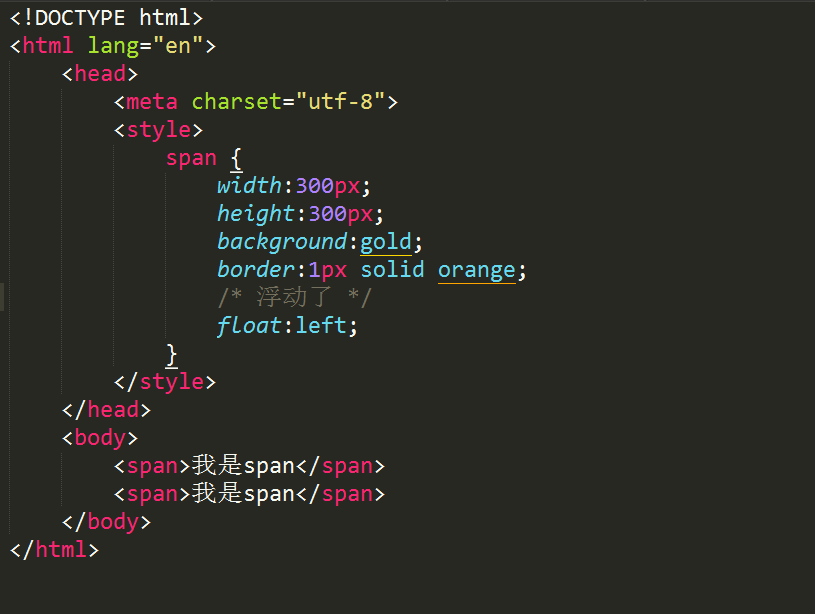 <!DOCTYPE html>
<html lang="en">
    <head>
        <meta charset="utf-8">
        <style>
            span {
                width:300px;
                height:300px;
                background:gold;
                border:1px solid orange;
                /* 浮动了 */
                float:left;
            }
        </style>
    </head>
    <body>
        <span>我是span</span>
        <span>我是span</span>
    </body>
</html>